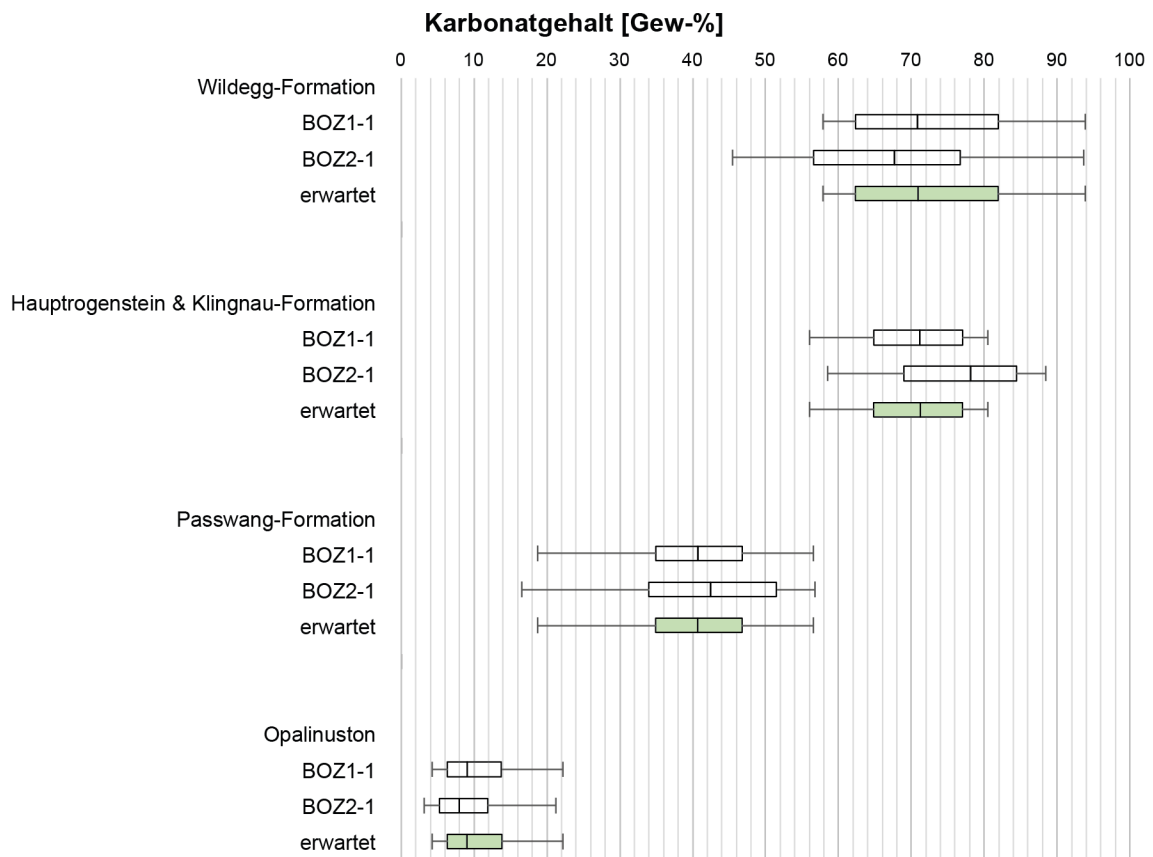 Karbonatgehalt [Gew-%]
0 10 20 30 40 50 60 70 80 90 100
Wildegg-Formation
BOZ1-1
BOZ2-1
erwartet
Hauptrogenstein & Klingnau-Formation
BOZ1-1
BOZ2-1
erwartet
Passwang-Formation
BOZ1-1
BOZ2-1
erwartet
Opalinuston
BOZ1-1
BOZ2-1
erwartet